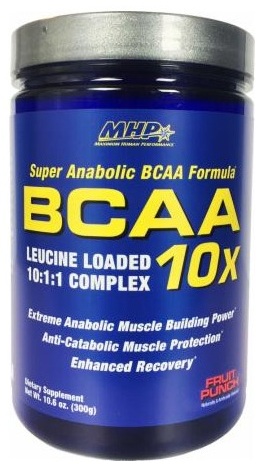 MHP
MAXIMUM HUMAN PERFORMANCE
Super Anabolic BCAA Formula
BCAA
LEUCINE LOADED
10:1:1 COMPLEX
10x
Extreme Anabolic Muscle Building Power*
Anti-Catabolic Muscle Protection*
Enhanced Recovery*
Dietary Supplement
Net Wt. 10.6 oz. (300g)
FRUIT
PUNCH